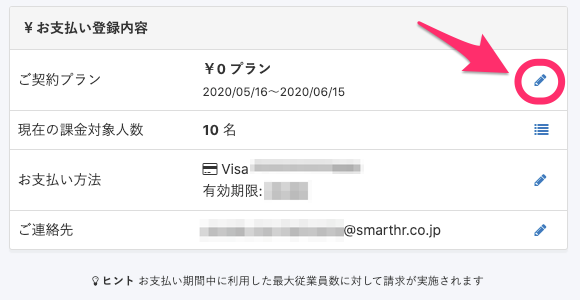 ¥ お支払い登録内容
ご契約プラン
¥0 プラン
2020/05/16〜2020/06/15
現在の課金対象人数
10 名
お支払い方法
Visa
有効期限:
ご連絡先
@smarthr.co.jp
ヒント お支払い期間中に利用した最大従業員数に対して請求が実施されます